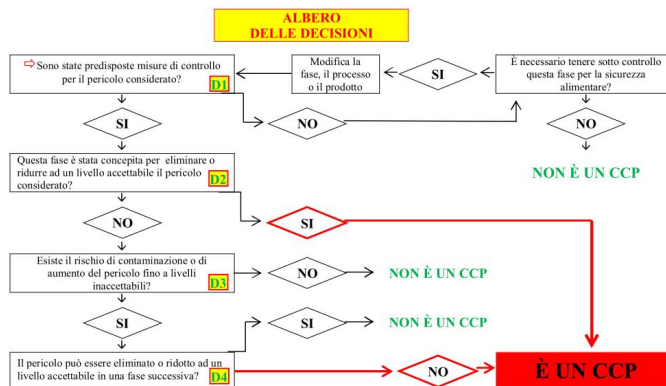 ALBERO
DELLE DECISIONI
⇨Sono state predisposte misure di controllo
per il pericolo considerato?
D1
Modifica la
fase, il processo
o il prodotto
SI
È necessario tenere sotto controllo
questa fase per la sicurezza
alimentare?
SI
NO
NO
NON È UN CCP
Questa fase è stata concepita per eliminare o
ridurre ad un livello accettabile il pericolo
considerato?
D2
NO
SI
Esiste il rischio di contaminazione o di
aumento del pericolo fino a livelli
inaccettabili?
D3
NO
NON È UN CCP
SI
SI
NON È UN CCP
Il pericolo può essere eliminato o ridotto ad un
livello accettabile in una fase successiva?
D4
NO
È UN CCP